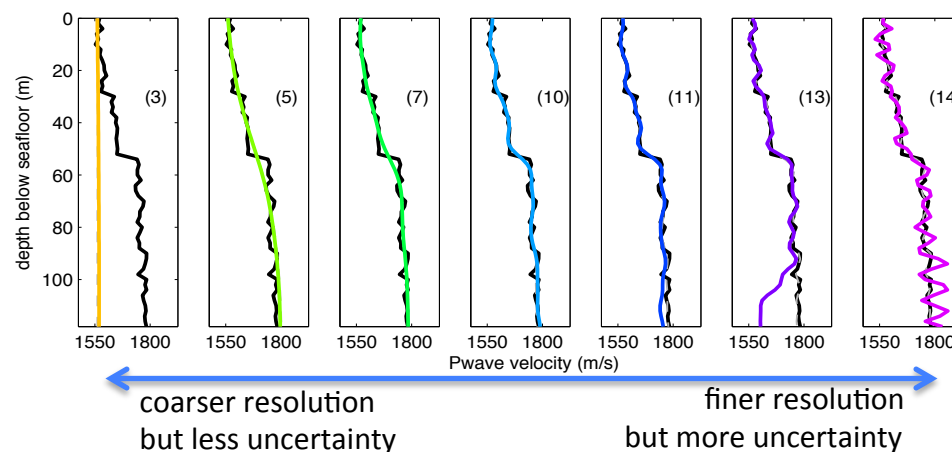 0
20
40
60
80
100
depth below seafloor (m)
(3)
(5)
(7)
(10)
(11)
(13)
(14
1550 1800 1550 1800 1550 1800 1550 1800 1550 1800 1550 1800 1550 1800
Pwave velocity (m/s)
coarser resolution
but less uncertainty
finer resolution
but more uncertainty